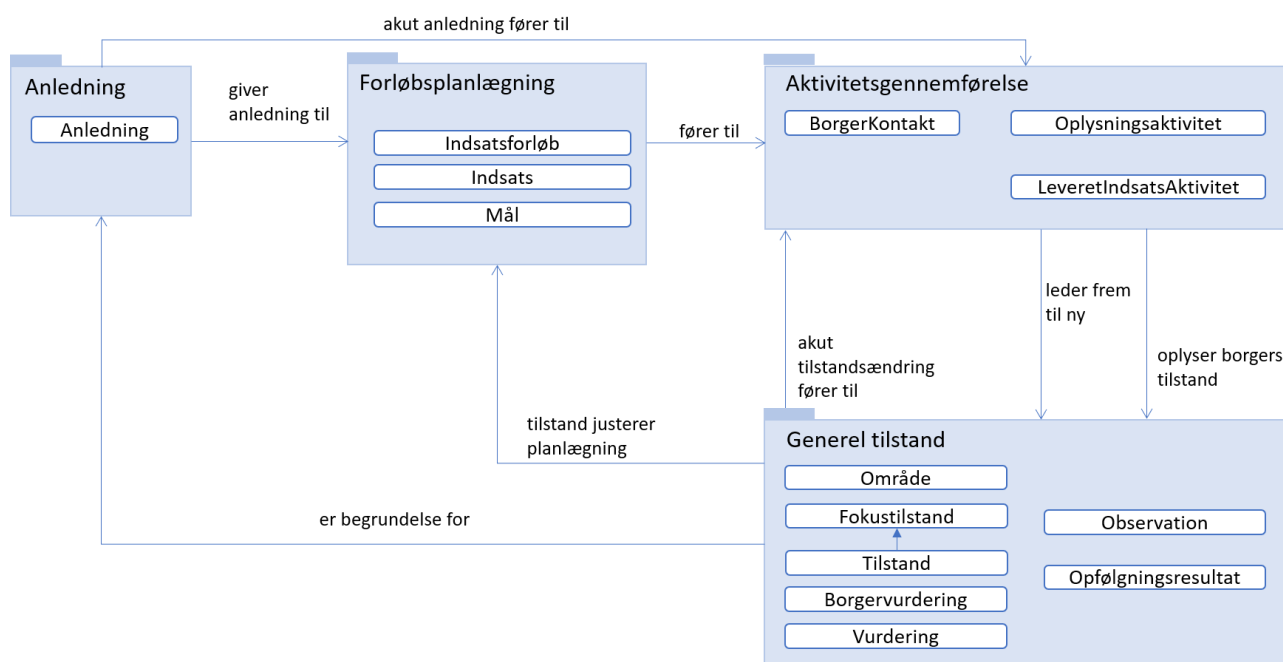 akut anledning fører til
Anledning
Anledning
giver
anledning til
Forløbsplanlægning
Indsatsforløb
Indsats
Mål
fører til
Aktivitetsgennemførelse
BorgerKontakt
Oplysningsaktivitet
LeveretIndsatsAktivitet
leder frem
til ny
oplyser borgers
tilstand
akut
tilstandsændring
fører til
tilstand justerer
planlægning
er begrundelse for
Generel tilstand
Område
Fokustilstand
Tilstand
Borgervurdering
Vurdering
Observation
Opfølgningsresultat